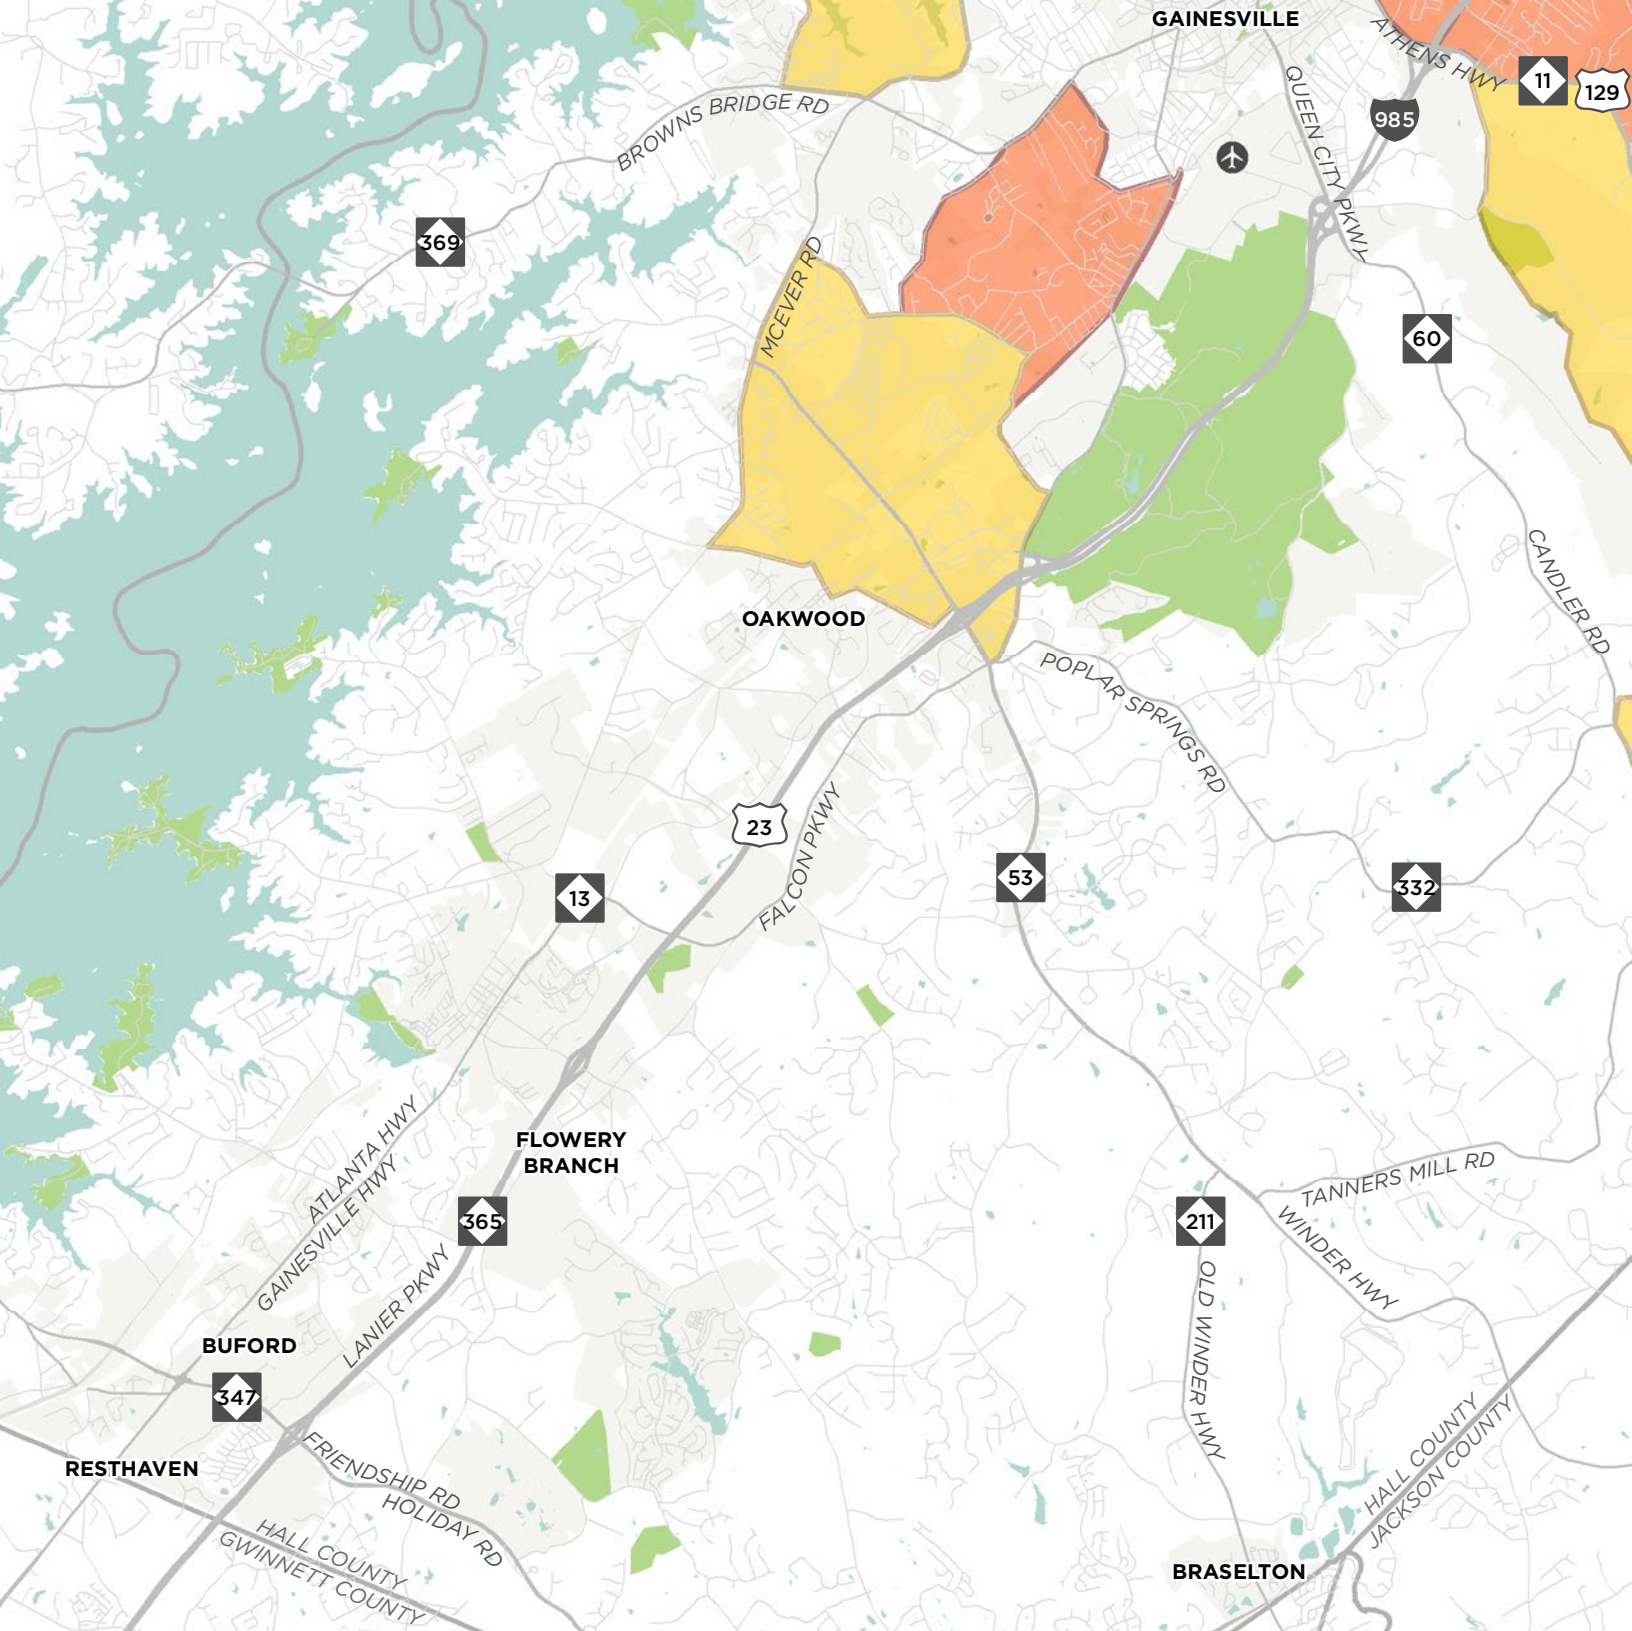 GAINESVILLE
ATHENS HWY
11
129
BROWNS BRIDGE RD
QUEEN CITY PKWY
985
369
MCEVER RD
60
CANDLER RD
OAKWOOD
POPLAR SPRINGS RD
23
FALCON PKWY
13
53
332
FLOWERY
BRANCH
ATLANTA HWY
GAINESVILLE HWY
365
LANIER PKWY
TANNERS MILL RD
211
WINDER HWY
OLD WINDER HWY
BUFORD
347
RESTHAVEN
FRIENDSHIP RD
HOLIDAY RD
HALL COUNTY
GWINNETT COUNTY
HALL COUNTY
JACKSON COUNTY
BRASELTON